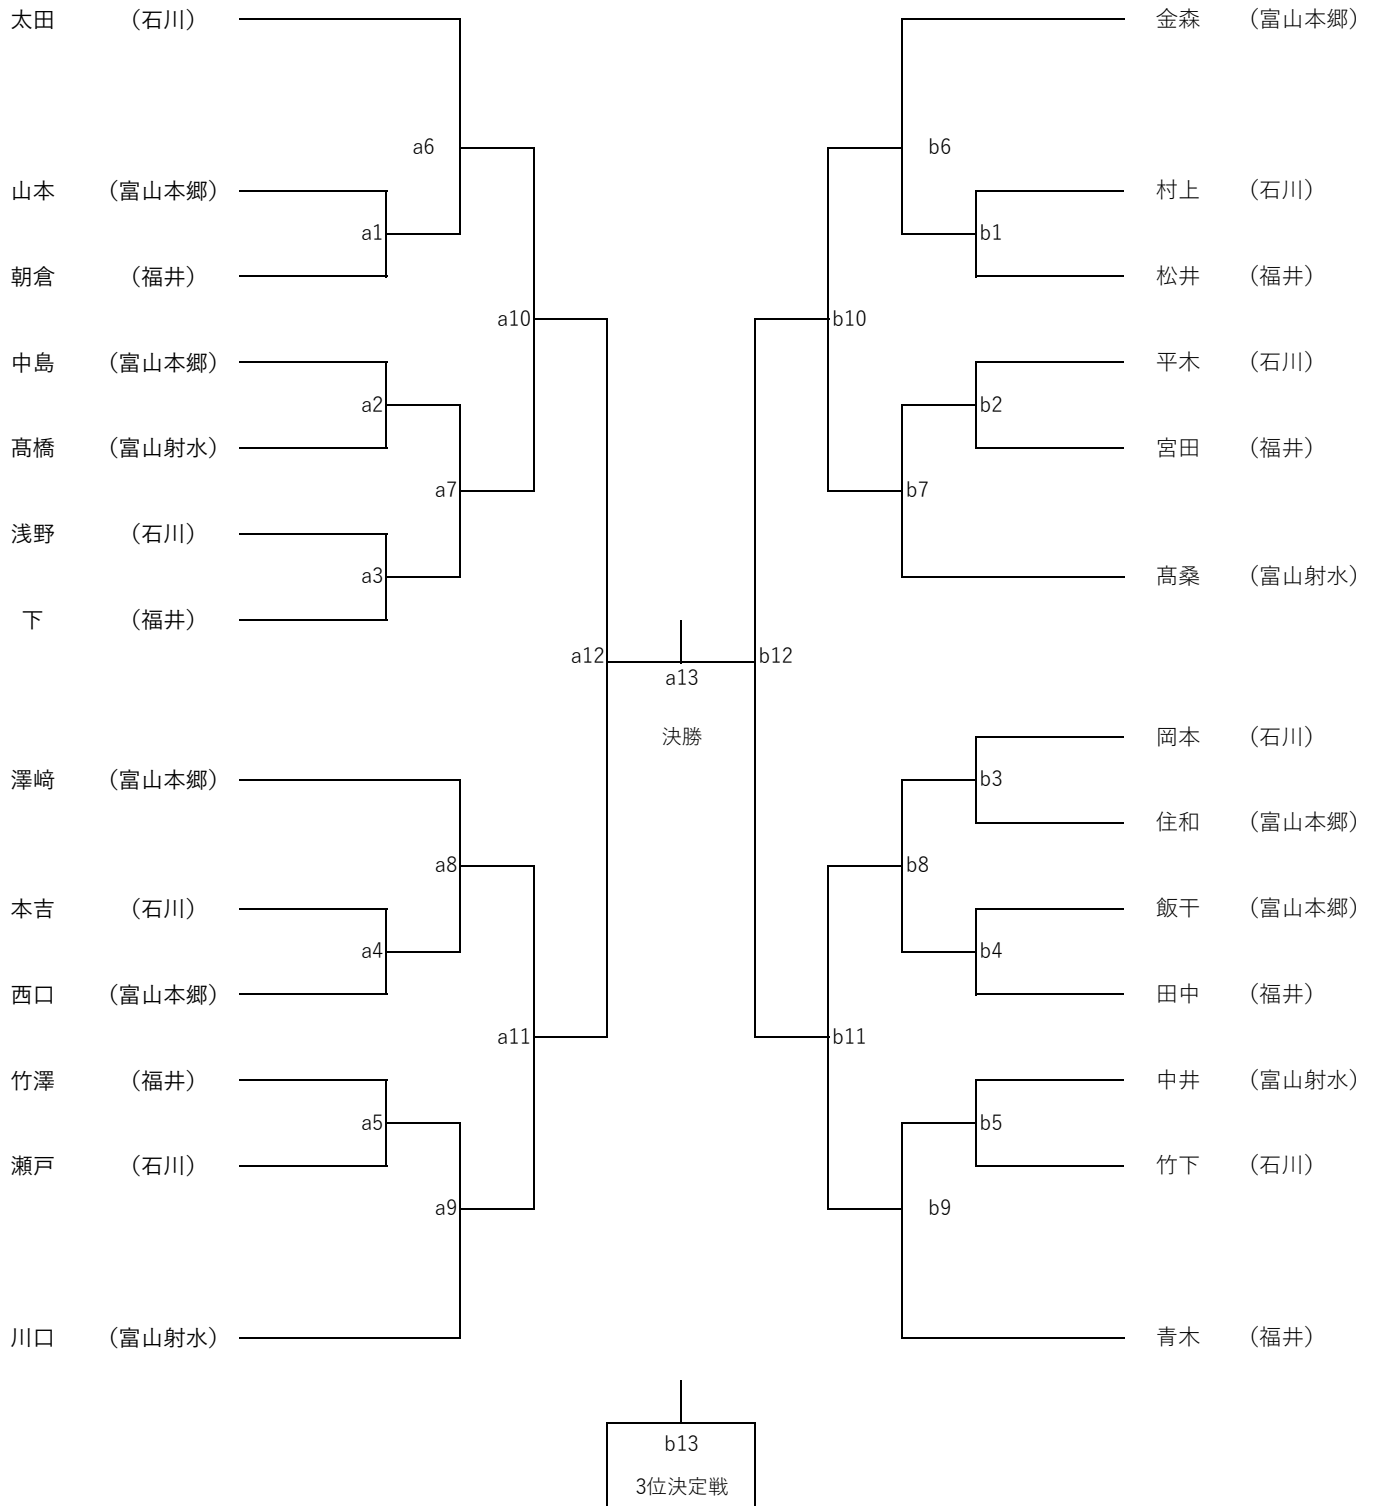 太田 （石川） 金森 （富山本郷）
a6 b6
山本 （富山本郷） 村上 （石川）
a1 b1
朝倉 （福井） 松井 （福井）
a10 b10
中島 （富山本郷） 平木 （石川）
a2 b2
髙橋 （富山射水） 宮田 （福井）
a7 b7
浅野 （石川）
a3 髙桑 （富山射水）
下 （福井）
a12 b12
a13
決勝 岡本 （石川）
澤﨑 （富山本郷） b3
住和 （富山本郷）
a8 b8
本吉 （石川） 飯干 （富山本郷）
a4 b4
西口 （富山本郷） 田中 （福井）
a11 b11
竹澤 （福井） 中井 （富山射水）
a5 b5
瀬戸 （石川） 竹下 （石川）
a9 b9
川口 （富山射水） 青木 （福井）
b13
3位決定戦